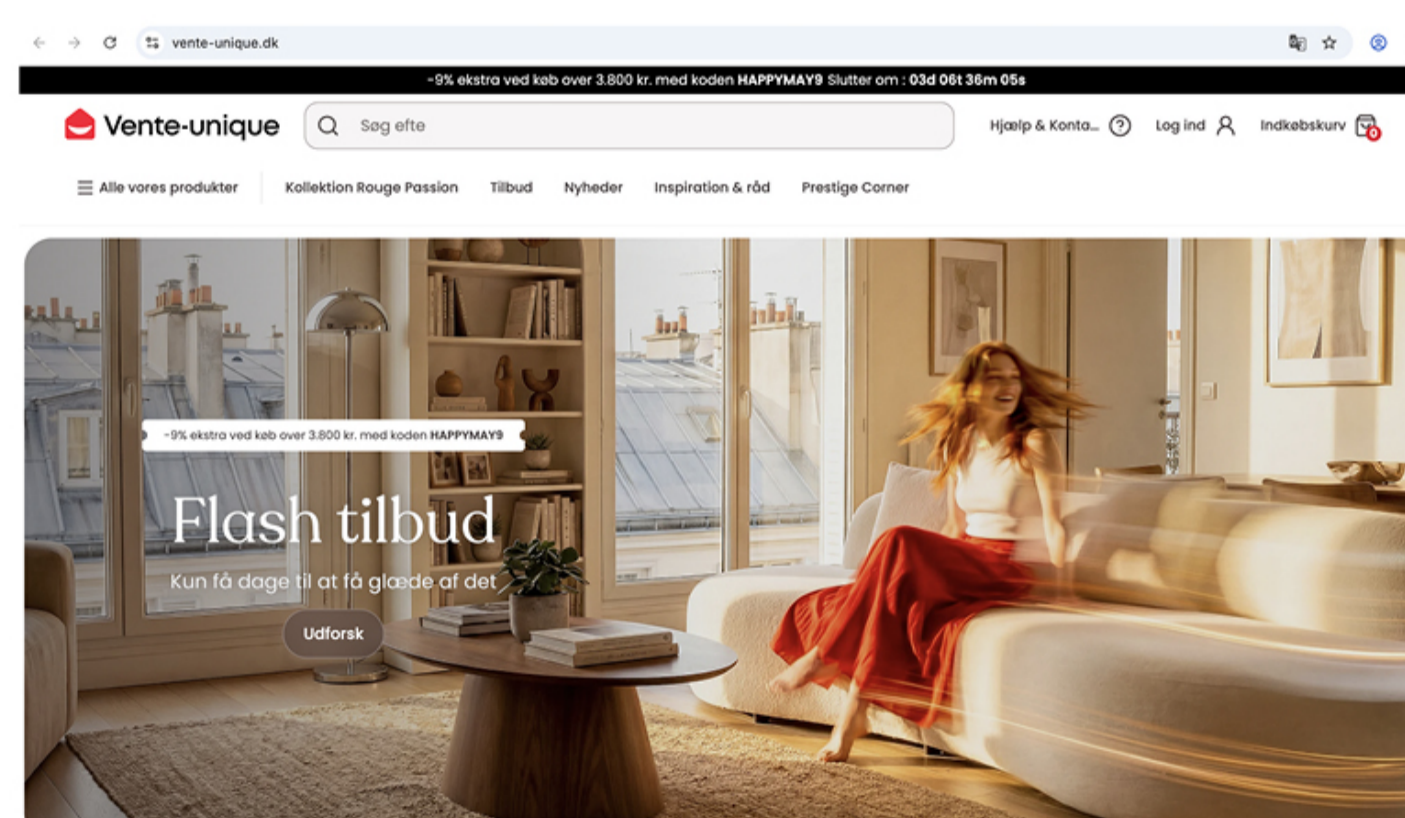 vente-unique.dk
-9% ekstra ved køb over 3.800 kr. med koden HAPPYMAY9 Slutter om : 03d 06t 36m 05s
Vente-unique
Søg efte
Hjælp & Konta...
Log ind
Indkøbskurv
0
Alle vores produkter
Kollektion Rouge Passion
Tilbud
Nyheder
Inspiration & råd
Prestige Corner
-9% ekstra ved køb over 3.800 kr. med koden HAPPYMAY9
Flash tilbud
Kun få dage til at få glæde af det
Udforsk